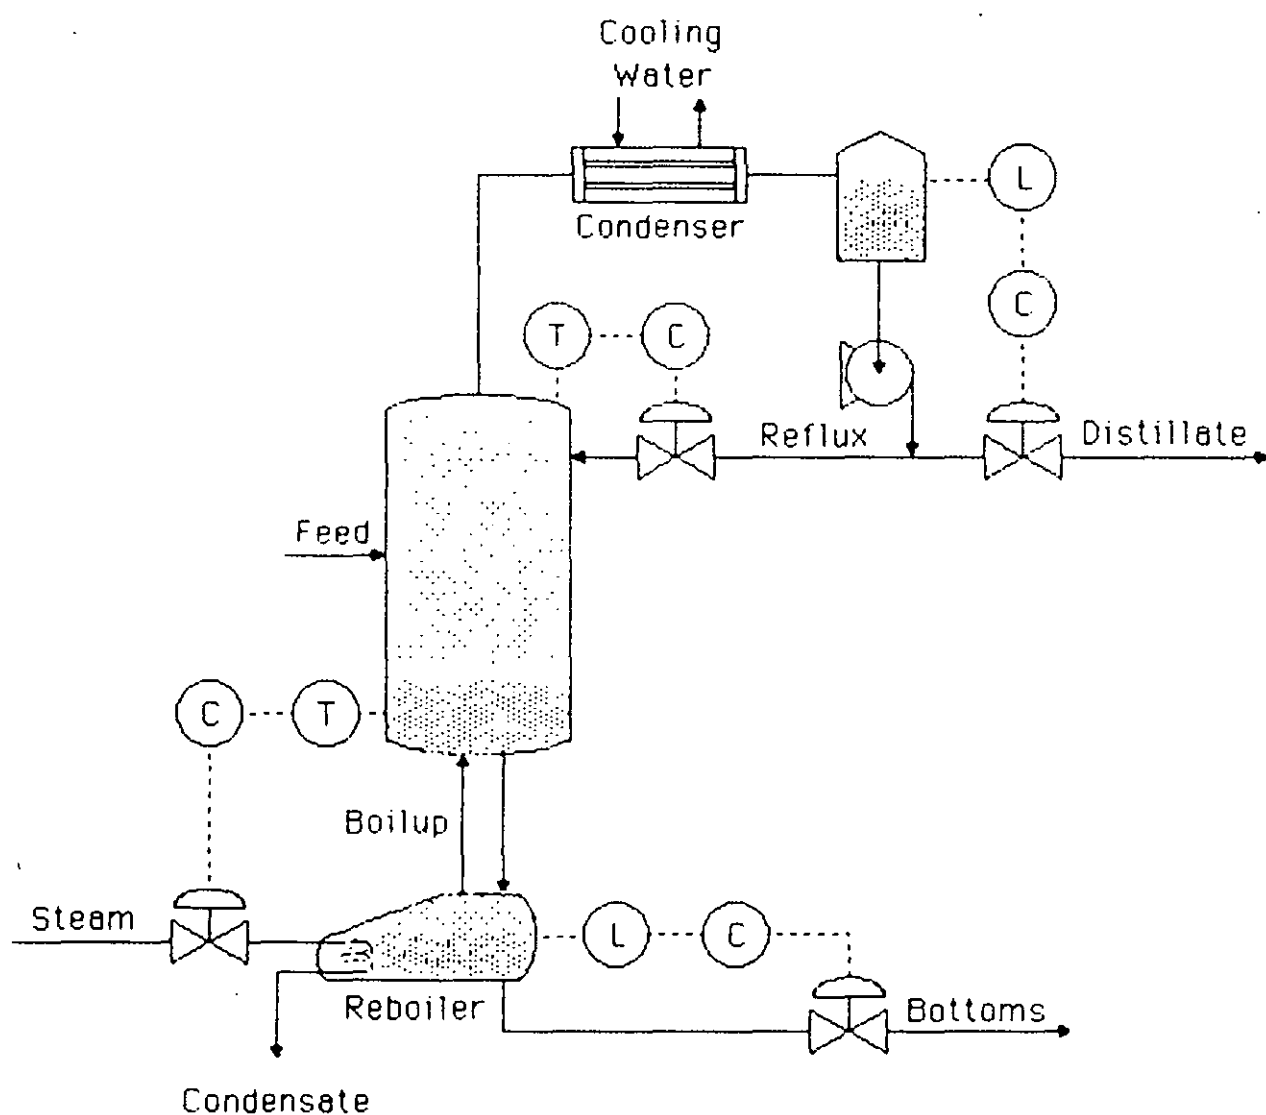 Cooling
Water
Condenser
L
C
T
C
Reflux
Distillate
Feed
C
T
Boilup
Steam
L
C
Reboiler
Bottoms
Condensate